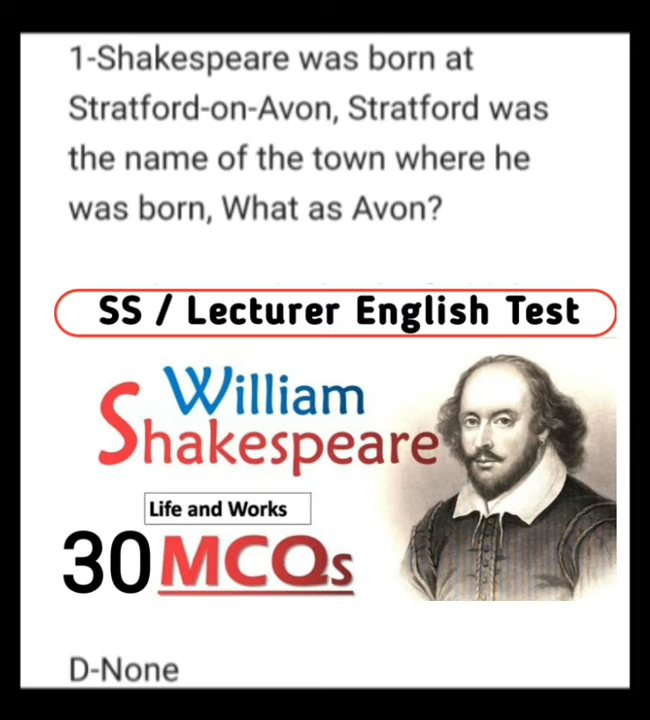 1-Shakespeare was born at
Stratford-on-Avon, Stratford was
the name of the town where he
was born, What as Avon?
SS / Lecturer English Test
William
Shakespeare
Life and Works
30 MCQs
D-None